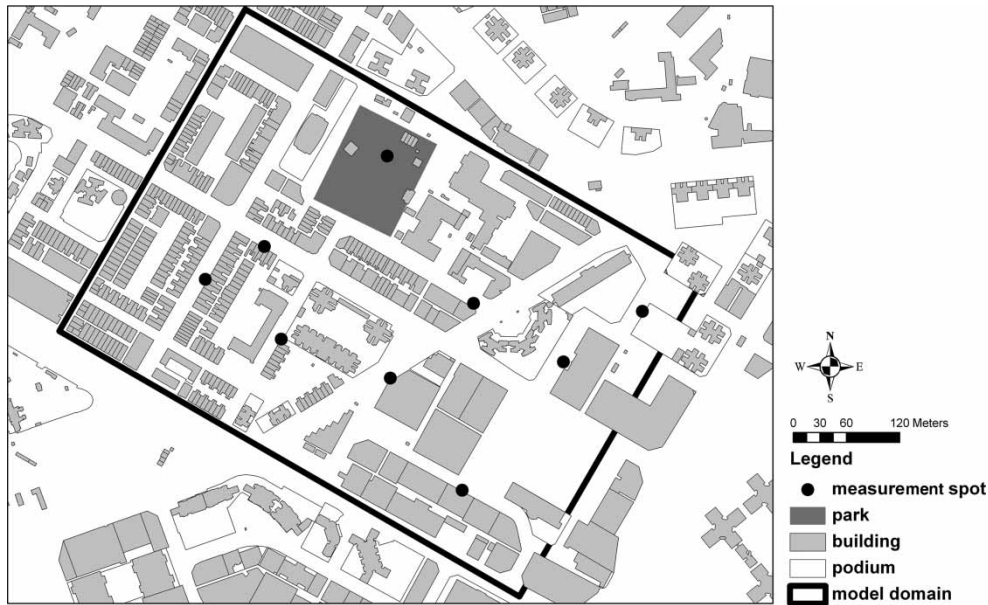 N
W E
S
0 30 60 120 Meters
Legend
measurement spot
park
building
podium
model domain